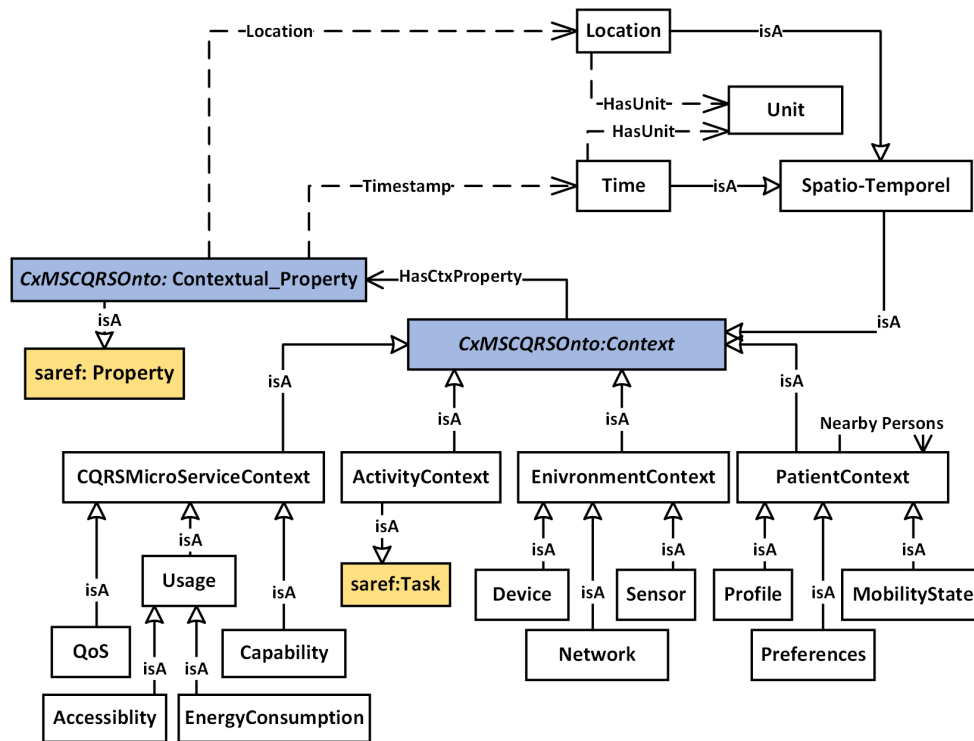 Location
Location
isA
HasUnit
Unit
HasUnit
Timestamp
Time
isA
Spatio-Temporel
CxMSCQRSOnto: Contextual_Property
HasCtxProperty
isA
isA
CxMSCQRSOnto:Context
saref: Property
isA
isA
isA
isA
Nearby Persons
CQRSMicroServiceContext
ActivityContext
EnivronmentContext
PatientContext
isA
isA
isA
isA
isA
isA
isA
isA
isA
isA
Usage
saref:Task
Device
Sensor
Profile
MobilityState
QoS
Capability
Network
Preferences
isA
isA
Accessiblity
EnergyConsumption